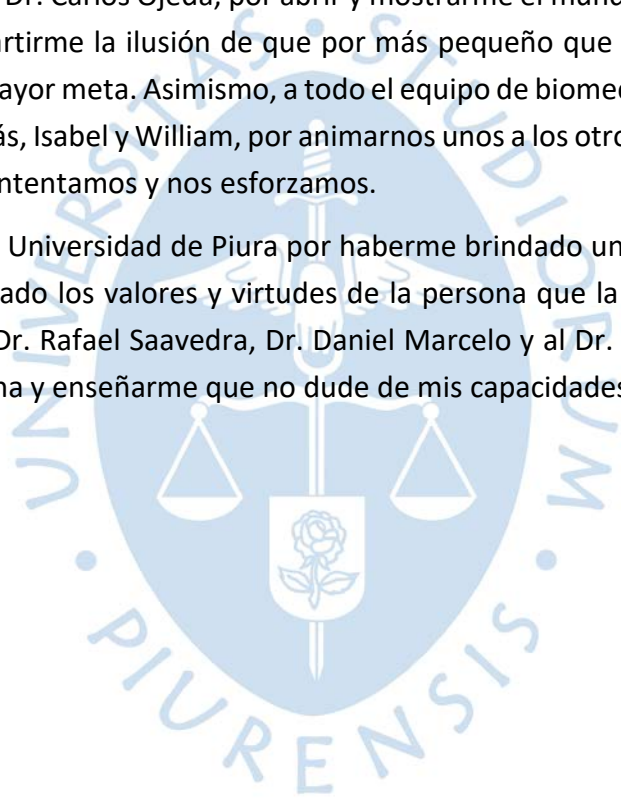 Dr. Carlos Ojeda, por abrir y mostrarme el mund
artirme la ilusión de que por más pequeño que
ayor meta. Asimismo, a todo el equipo de biomed
ás, Isabel y William, por animarnos unos a los otro
ntentamos y nos esforzamos.
Universidad de Piura por haberme brindado un
ado los valores y virtudes de la persona que la
Dr. Rafael Saavedra, Dr. Daniel Marcelo y al Dr.
na y enseñarme que no dude de mis capacidades
UNIVERSITAS • STUDIORUM • PIURENSIS •